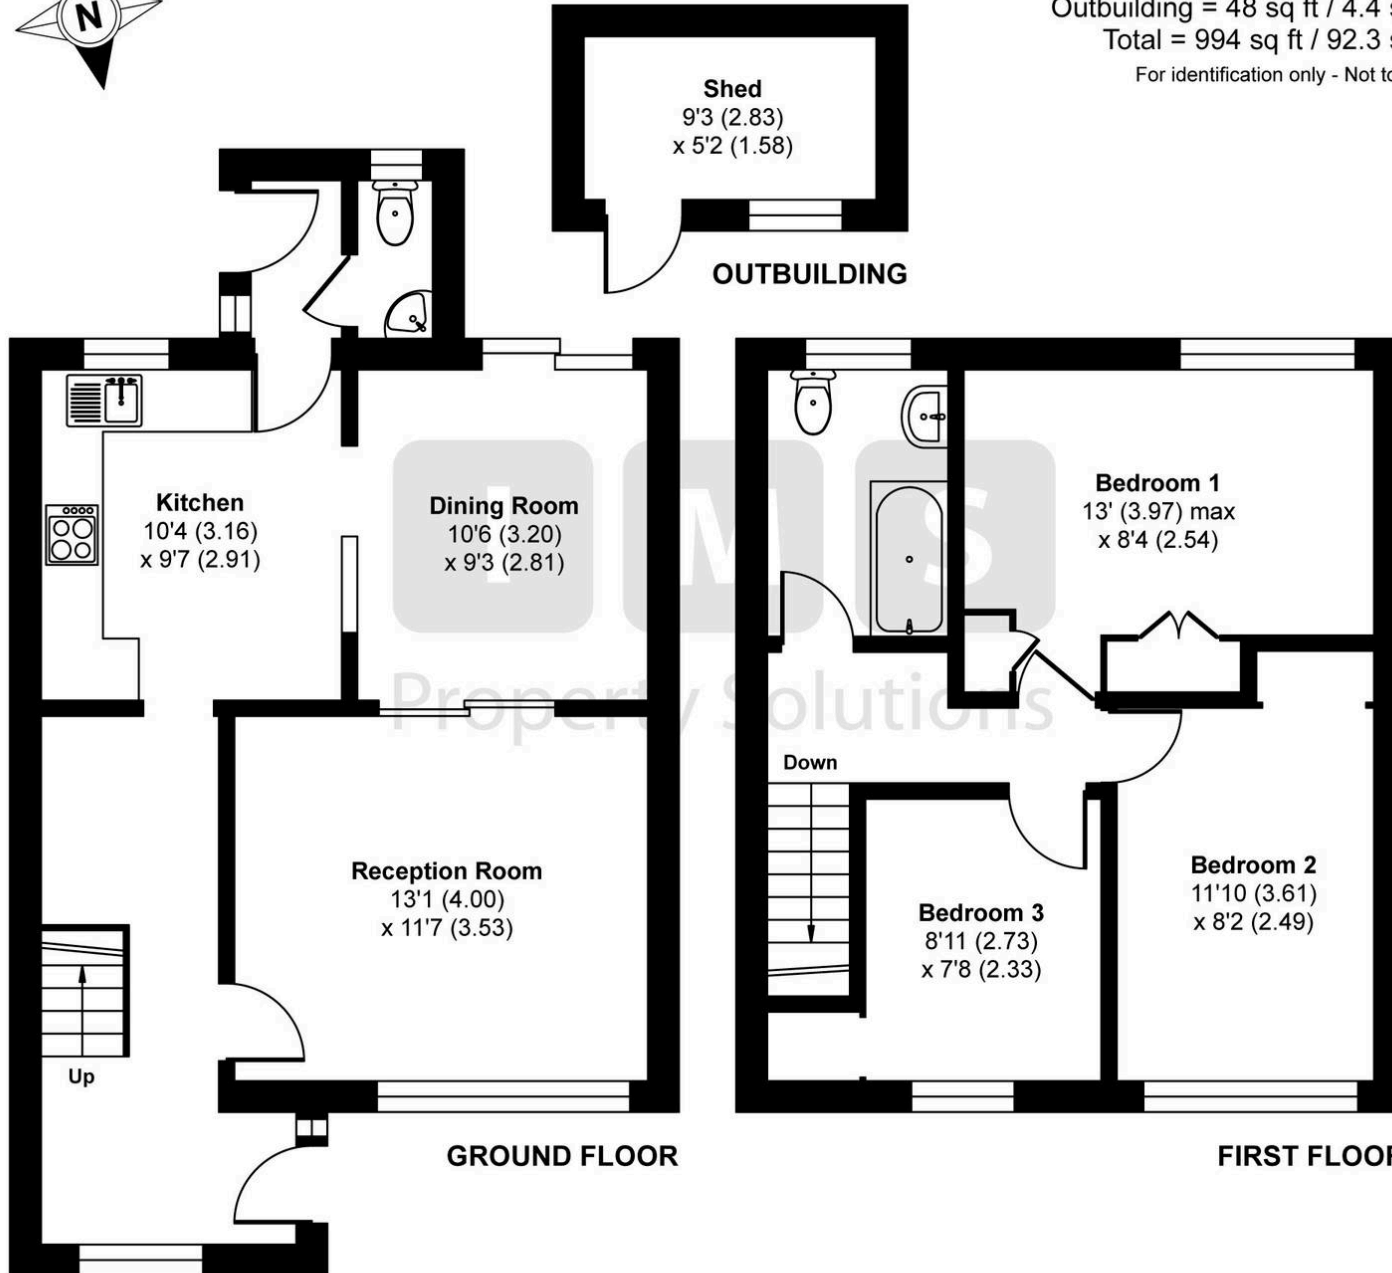 N
Outbuilding = 48 sq ft / 4.4
Total = 994 sq ft / 92.3
For identification only - Not
Shed
9'3 (2.83)
x 5'2 (1.58)
OUTBUILDING
Kitchen
10'4 (3.16)
x 9'7 (2.91)
Dining Room
10'6 (3.20)
x 9'3 (2.81)
Reception Room
13'1 (4.00)
x 11'7 (3.53)
Up
GROUND FLOOR
Bedroom 1
13' (3.97) max
x 8'4 (2.54)
Down
Bedroom 2
11'10 (3.61)
x 8'2 (2.49)
Bedroom 3
8'11 (2.73)
x 7'8 (2.33)
FIRST FLOOR
IMS
Property Solutions